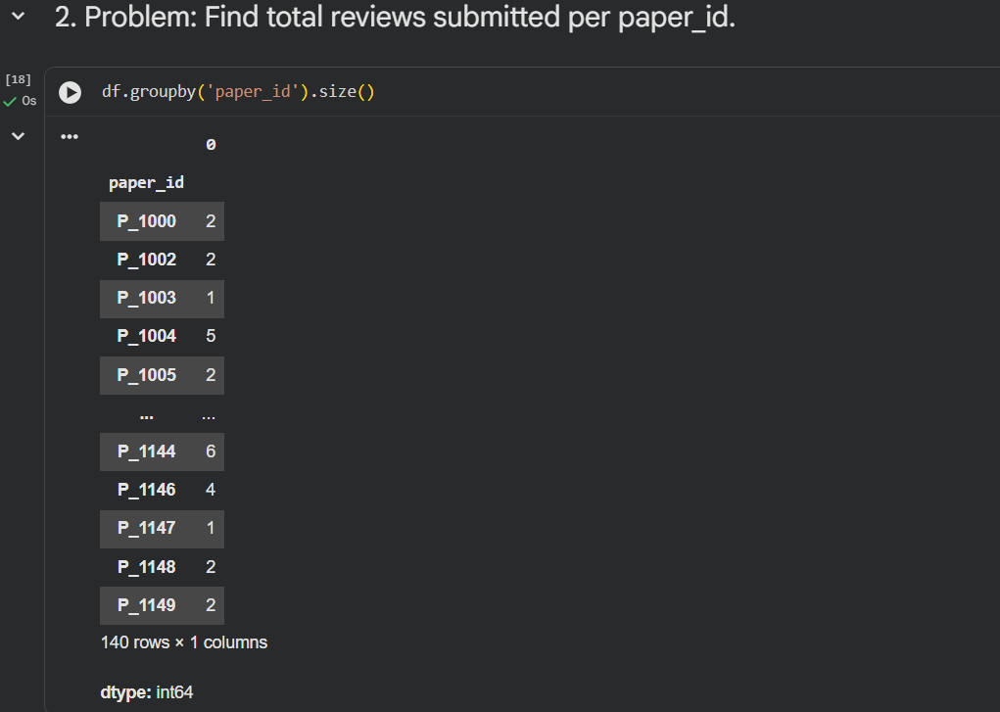 2. Problem: Find total reviews submitted per paper_id.
[18]
0s
df.groupby('paper_id').size()
0
paper_id
P_1000 2
P_1002 2
P_1003 1
P_1004 5
P_1005 2
... ...
P_1144 6
P_1146 4
P_1147 1
P_1148 2
P_1149 2
140 rows × 1 columns
dtype: int64